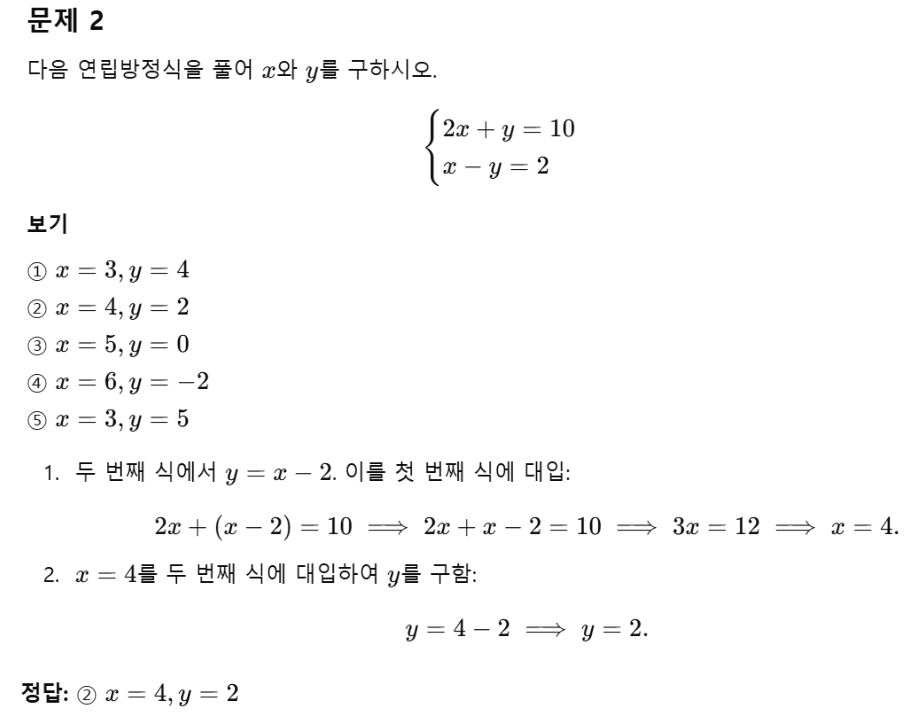 문제 2
다음 연립방정식을 풀어 x와 y를 구하시오.
2x + y = 10
x − y = 2
보기
① x = 3, y = 4
② x = 4, y = 2
③ x = 5, y = 0
④ x = 6, y = −2
⑤ x = 3, y = 5
1. 두 번째 식에서 y = x − 2. 이를 첫 번째 식에 대입:
2x + (x − 2) = 10 ⟹ 2x + x − 2 = 10 ⟹ 3x = 12 ⟹ x = 4.
2. x = 4를 두 번째 식에 대입하여 y를 구함:
y = 4 − 2 ⟹ y = 2.
정답: ② x = 4, y = 2